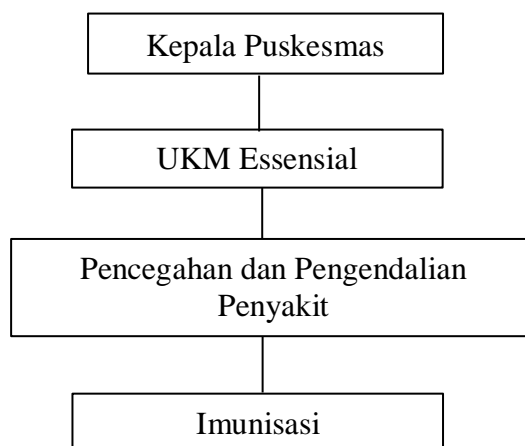 Kepala Puskesmas
UKM Essensial
Pencegahan dan Pengendalian
Penyakit
Imunisasi